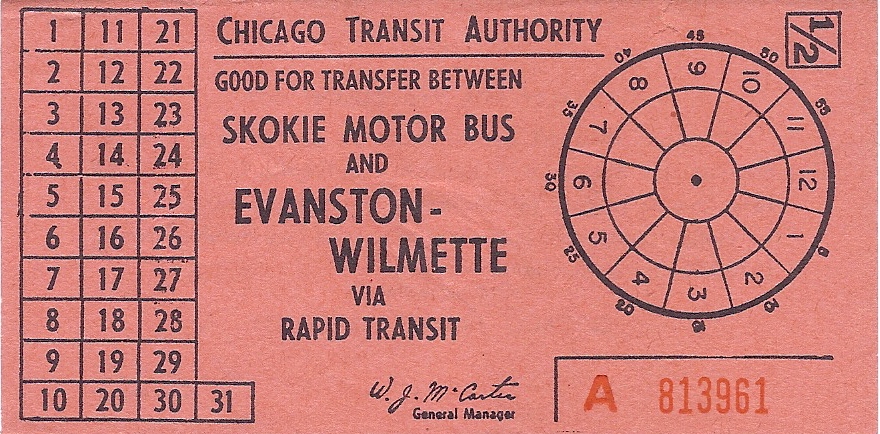 1 11 21
2 12 22
3 13 23
4 14 24
5 15 25
6 16 26
7 17 27
8 18 28
9 19 29
10 20 30 31
CHICAGO TRANSIT AUTHORITY
GOOD FOR TRANSFER BETWEEN
SKOKIE MOTOR BUS
AND
EVANSTON-
WILMETTE
VIA
RAPID TRANSIT
W. J. McCarter
General Manager
1/2
45
50
55
5
10
15
20
25
30
35
40
9
10
11
12
1
2
3
4
5
6
7
8
A 813961